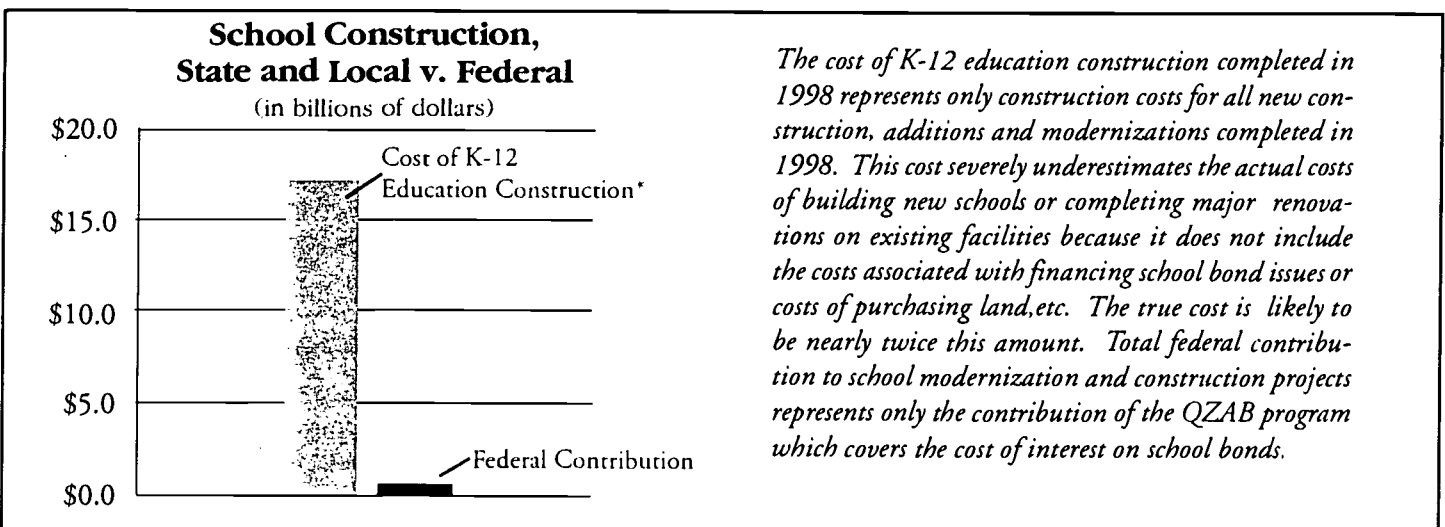 School Construction,
State and Local v. Federal
(in billions of dollars)
$20.0
Cost of K-12
Education Construction*
$15.0
$10.0
$5.0
Federal Contribution
$0.0
The cost of K-12 education construction completed in
1998 represents only construction costs for all new con-
struction, additions and modernizations completed in
1998. This cost severely underestimates the actual costs
of building new schools or completing major renova-
tions on existing facilities because it does not include
the costs associated with financing school bond issues or
costs of purchasing land,etc. The true cost is likely to
be nearly twice this amount. Total federal contribu-
tion to school modernization and construction projects
represents only the contribution of the QZAB program
which covers the cost of interest on school bonds.